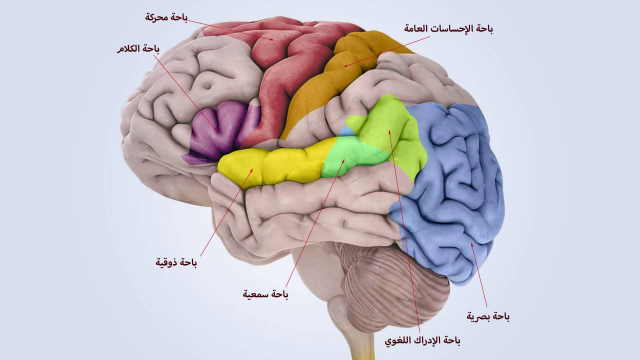 باحة محركة
باحة الإحساسات العامة
باحة الكلام
باحة ذوقية
باحة سمعية
باحة بصرية
باحة الإدراك اللغوي